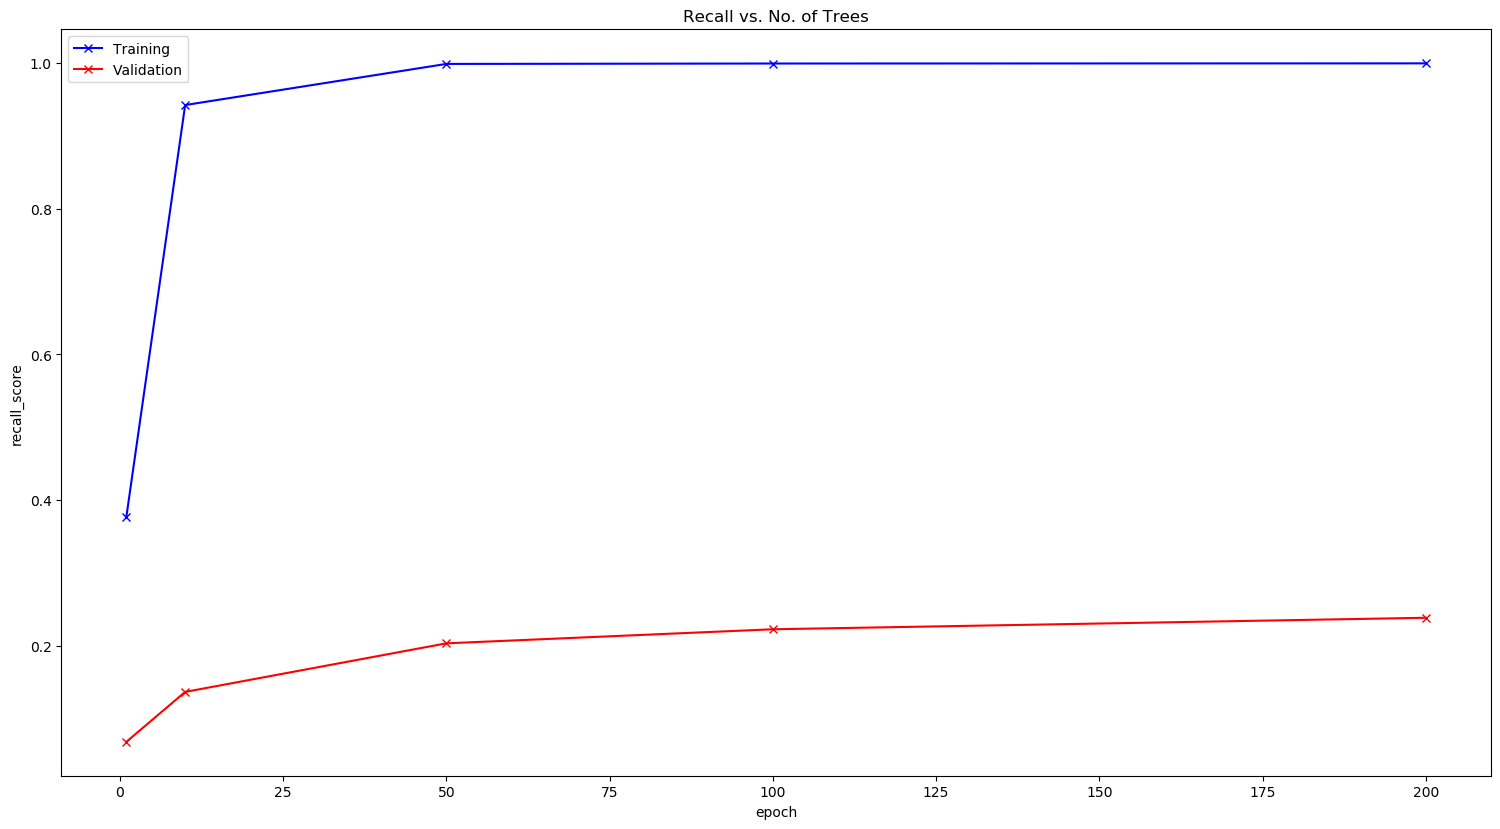 Recall vs. No. of Trees
Training
Validation
1.0
0.8
0.6
0.4
0.2
recall_score
0 25 50 75 100 125 150 175 200
epoch